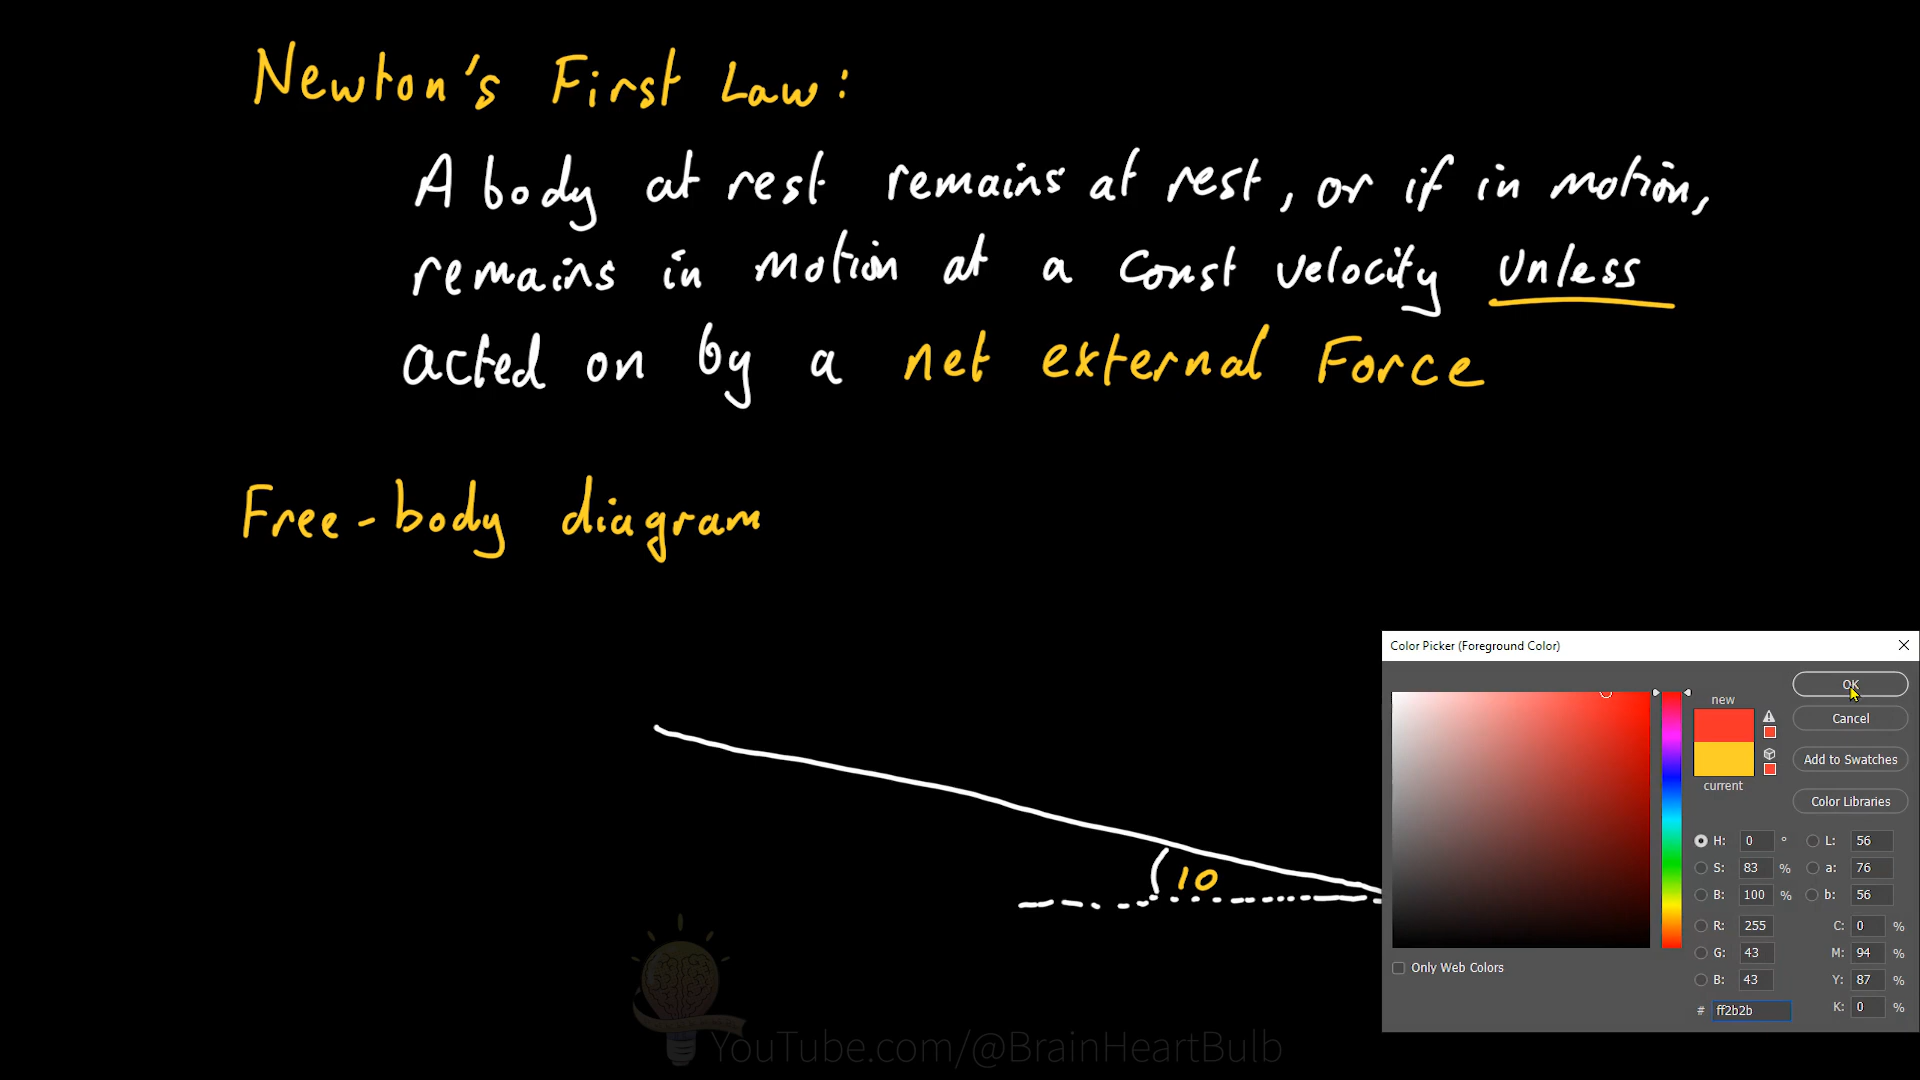 Newton's First Law:
A body at rest remains at rest, or if in motion,
remains in motion at a const velocity unless
acted on by a net external Force
Free-body diagram
10
Color Picker (Foreground Color)
new
current
OK
Cancel
Add to Swatches
Color Libraries
H: 0 ° L: 56
S: 83 % a: 76
B: 100 % b: 56
R: 255 C: 0 %
G: 43 M: 94 %
B: 43 Y: 87 %
# ff2b2b K: 0 %
Only Web Colors
YouTube.com/@BrainHeartBulb